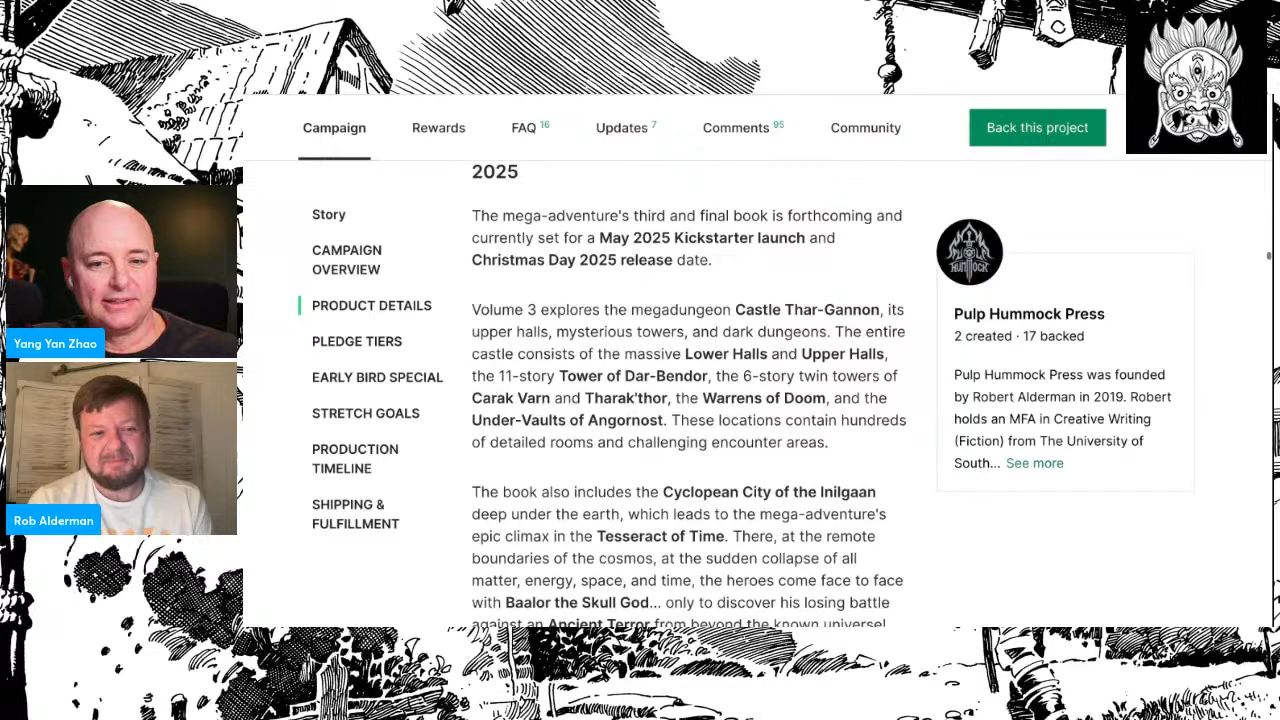 Campaign
Rewards
FAQ 16
Updates 7
Comments 95
Community
Back this project
Story
CAMPAIGN
OVERVIEW
PRODUCT DETAILS
PLEDGE TIERS
EARLY BIRD SPECIAL
STRETCH GOALS
PRODUCTION
TIMELINE
SHIPPING &
FULFILLMENT
2025
The mega-adventure's third and final book is forthcoming and
currently set for a May 2025 Kickstarter launch and
Christmas Day 2025 release date.
Volume 3 explores the megadungeon Castle Thar-Gannon, its
upper halls, mysterious towers, and dark dungeons. The entire
castle consists of the massive Lower Halls and Upper Halls,
the 11-story Tower of Dar-Bendor, the 6-story twin towers of
Carak Varn and Tharak'thor, the Warrens of Doom, and the
Under-Vaults of Angornost. These locations contain hundreds
of detailed rooms and challenging encounter areas.
The book also includes the Cyclopean City of the Inilgaan
deep under the earth, which leads to the mega-adventure's
epic climax in the Tesseract of Time. There, at the remote
boundaries of the cosmos, at the sudden collapse of all
matter, energy, space, and time, the heroes come face to face
with Baalor the Skull God... only to discover his losing battle
against an Ancient Terror from beyond the known universe!
PULP
HUMMOCK
Pulp Hummock Press
2 created · 17 backed
Pulp Hummock Press was founded
by Robert Alderman in 2019. Robert
holds an MFA in Creative Writing
(Fiction) from The University of
South... See more
Yang Yan Zhao
Rob Alderman